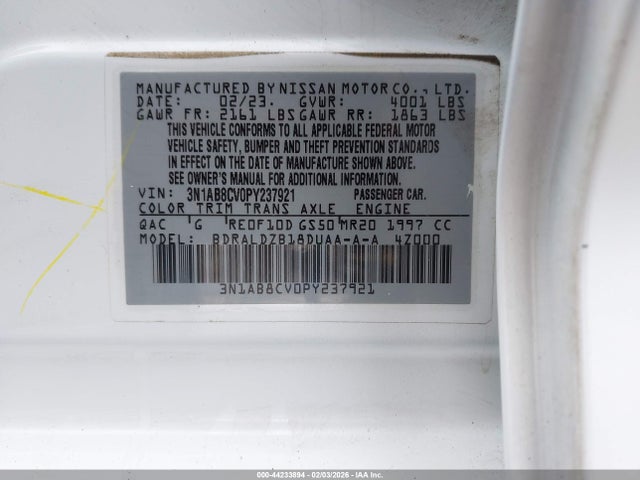 MANUFACTURED BY NISSAN MOTOR CO., LTD.
DATE: 02/23. GVWR: 4001 LBS
GAWR FR: 2161 LBS GAWR RR: 1863 LBS
THIS VEHICLE CONFORMS TO ALL APPLICABLE FEDERAL MOTOR
VEHICLE SAFETY, BUMPER AND THEFT PREVENTION STANDARDS
IN EFFECT ON THE DATE OF MANUFACTURE SHOWN ABOVE.
SEE OWNER'S MANUAL FOR ADDITIONAL INFORMATION.
VIN: 3N1AB8CV0PY237921 PASSENGER CAR.
COLOR TRIM TRANS AXLE ENGINE
QAC G RE0F10D GS50 MR20 1997 CC
MODEL: BDRALDZB18DUAA-A-A 4Z000
3N1AB8CV0PY237921
000-44233894 - 02/03/2026 - IAAC